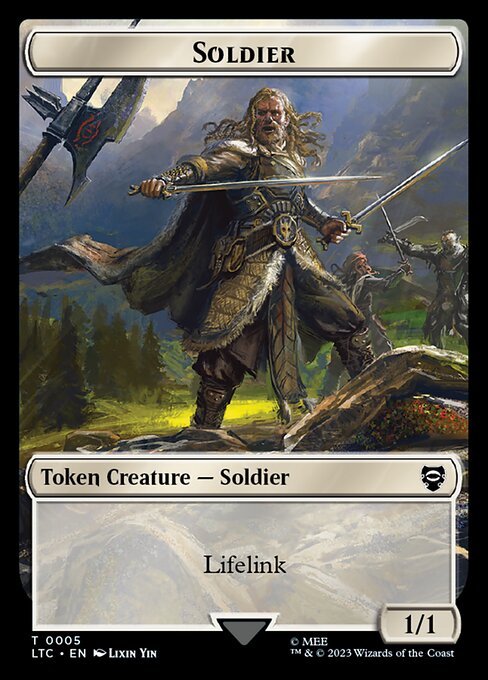 Soldier
Token Creature — Soldier
Lifelink
1/1
T 0005
LTC • EN Lixin Yin
© MEE
™ & © 2023 Wizards of the Coast